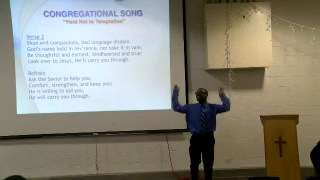 CONGREGATIONAL SONG
"Yield Not to Temptation"
Verse 2
Shun evil companions, bad language disdain,
God's name hold in rev'rence, nor take it in vain;
Be thoughtful and earnest, kindhearted and true;
Look ever to Jesus, He'll carry you through.
Refrain
Ask the Savior to help you,
Comfort, strengthen, and keep you;
He is willing to aid you,
He will carry you through.